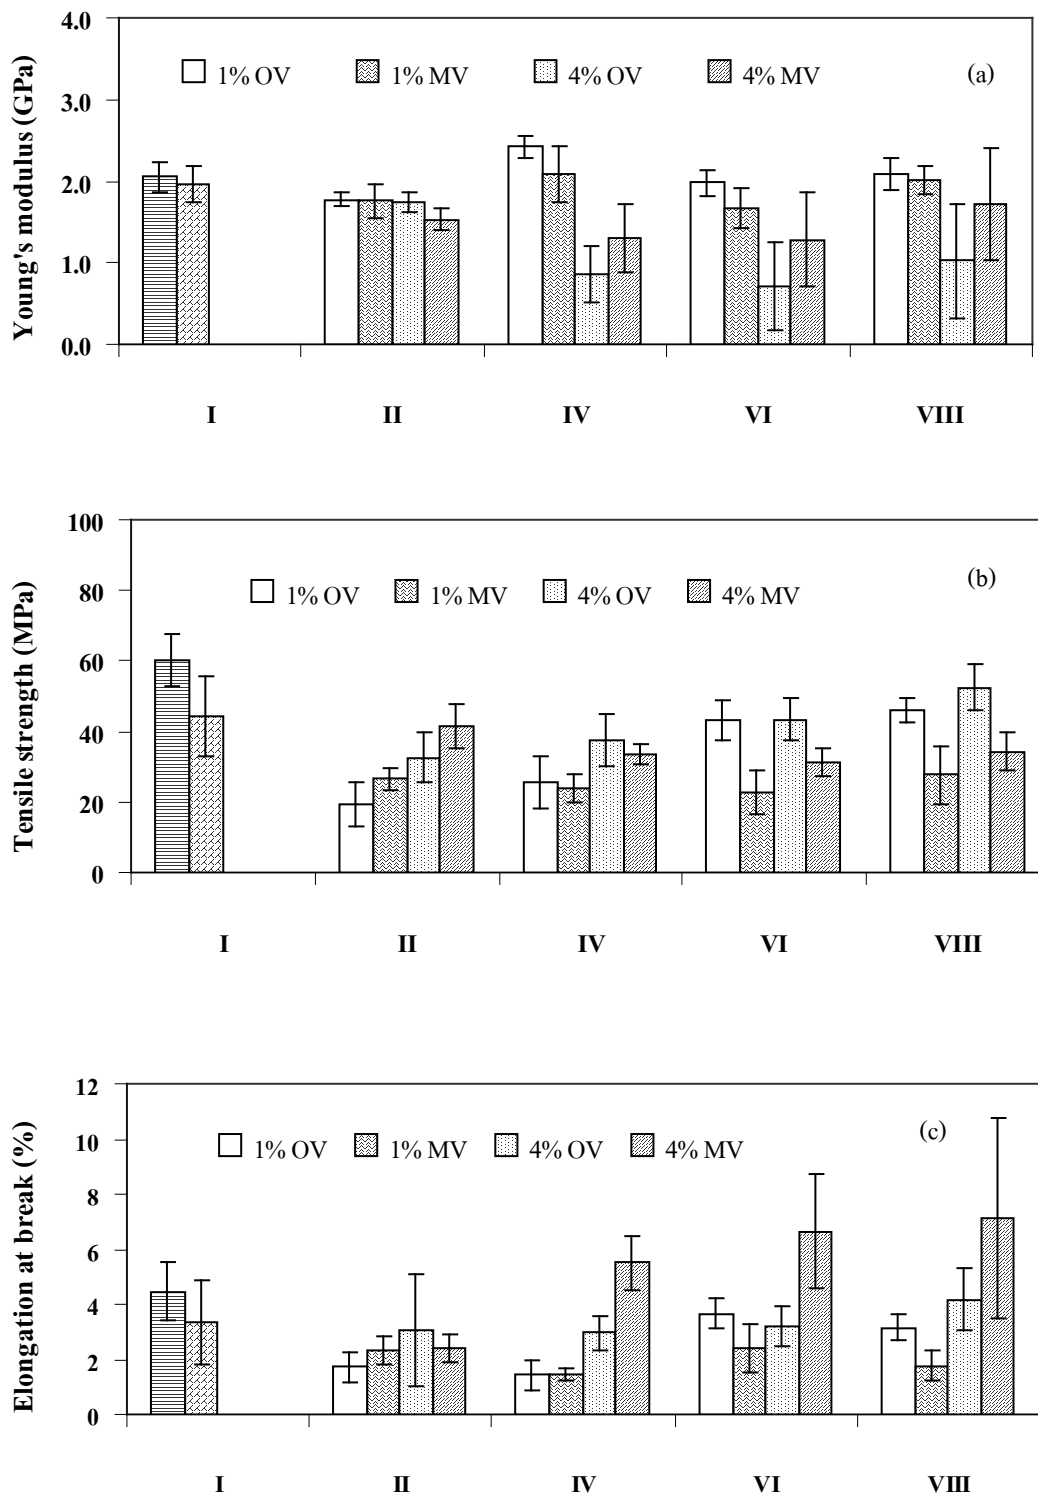 4.0
1% OV 1% MV 4% OV 4% MV (a)
3.0
2.0
1.0
0.0
Young's modulus (GPa)
I II IV VI VIII
100
80
1% OV 1% MV 4% OV 4% MV (b)
60
40
20
0
Tensile strength (MPa)
I II IV VI VIII
12
10
1% OV 1% MV 4% OV 4% MV (c)
8
6
4
2
0
Elongation at break (%)
I II IV VI VIII